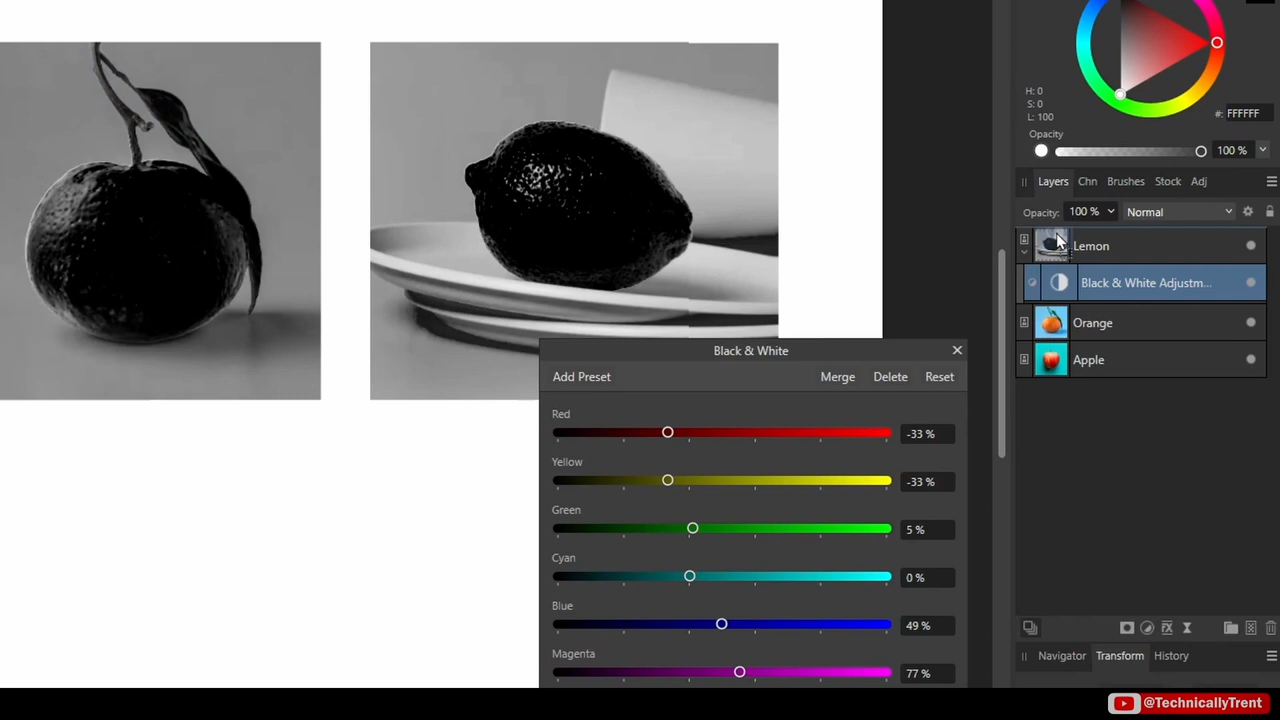 H: 0
S: 0
L: 100
#: FFFFFF
Opacity
100 %
Layers Chn Brushes Stock Adj
Opacity: 100 % Normal
Lemon
Black & White Adjustm...
Orange
Apple
Black & White
Add Preset Merge Delete Reset
Red
-33 %
Yellow
-33 %
Green
5 %
Cyan
0 %
Blue
49 %
Magenta
77 %
Navigator Transform History
@TechnicallyTrent